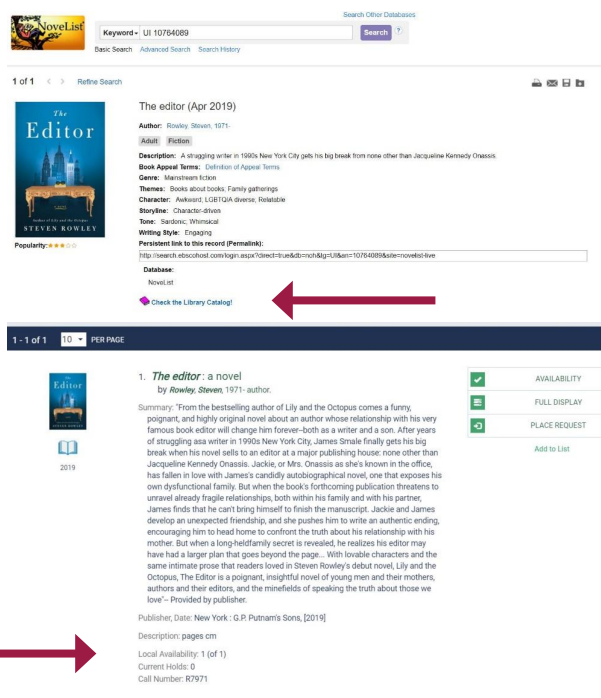 Search Other Databases
NoveList
Keyword UI 10764089 Search ?
Basic Search Advanced Search Search History
1 of 1 < > Refine Search
The
Editor
Author of Lily and the Octopus
STEVEN ROWLEY
Popularity:
The editor (Apr 2019)
Author: Rowley, Steven, 1971-
Adult Fiction
Description: A struggling writer in 1990s New York City gets his big break from none other than Jacqueline Kennedy Onassis.
Book Appeal Terms: Definition of Appeal Terms
Genre: Mainstream fiction
Themes: Books about books; Family gatherings
Character: Awkward; LGBTQIA diverse; Relatable
Storyline: Character-driven
Tone: Sardonic; Whimsical
Writing Style: Engaging
Persistent link to this record (Permalink):
http://search.ebscohost.com/login.aspx?direct=true&db=noh&tg=UI&an=10764089&site=novelist-live
Database:
NoveList
Check the Library Catalog!
1 - 1 of 1 10 PER PAGE
The
Editor
STEVEN ROWLEY
2019
1. The editor : a novel
by Rowley, Steven, 1971- author.
Summary: "From the bestselling author of Lily and the Octopus comes a funny,
poignant, and highly original novel about an author whose relationship with his very
famous book editor will change him forever--both as a writer and a son. After years
of struggling asa writer in 1990s New York City, James Smale finally gets his big
break when his novel sells to an editor at a major publishing house: none other than
Jacqueline Kennedy Onassis. Jackie, or Mrs. Onassis as she's known in the office,
has fallen in love with James's candidly autobiographical novel, one that exposes his
own dysfunctional family. But when the book's forthcoming publication threatens to
unravel already fragile relationships, both within his family and with his partner,
James finds that he can't bring himself to finish the manuscript. Jackie and James
develop an unexpected friendship, and she pushes him to write an authentic ending,
encouraging him to head home to confront the truth about his relationship with his
mother. But when a long-heldfamily secret is revealed, he realizes his editor may
have had a larger plan that goes beyond the page... With lovable characters and the
same intimate prose that readers loved in Steven Rowley's debut novel, Lily and the
Octopus, The Editor is a poignant, insightful novel of young men and their mothers,
authors and their editors, and the minefields of speaking the truth about those we
love"-- Provided by publisher.
Publisher, Date: New York : G.P. Putnam's Sons, [2019]
Description: pages cm
Local Availability: 1 (of 1)
Current Holds: 0
Call Number: R7971
AVAILABILITY
FULL DISPLAY
PLACE REQUEST
Add to List